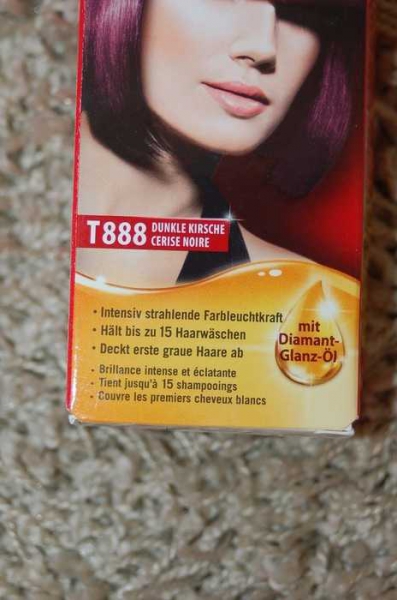 T888 DUNKLE KIRSCHE
CERISE NOIRE
• Intensiv strahlende Farbleuchtkraft
• Hält bis zu 15 Haarwäschen
• Deckt erste graue Haare ab
mit
Diamant-
Glanz-Öl
• Brillance intense et éclatante
• Tient jusqu'à 15 shampooings
• Couvre les premiers cheveux blancs